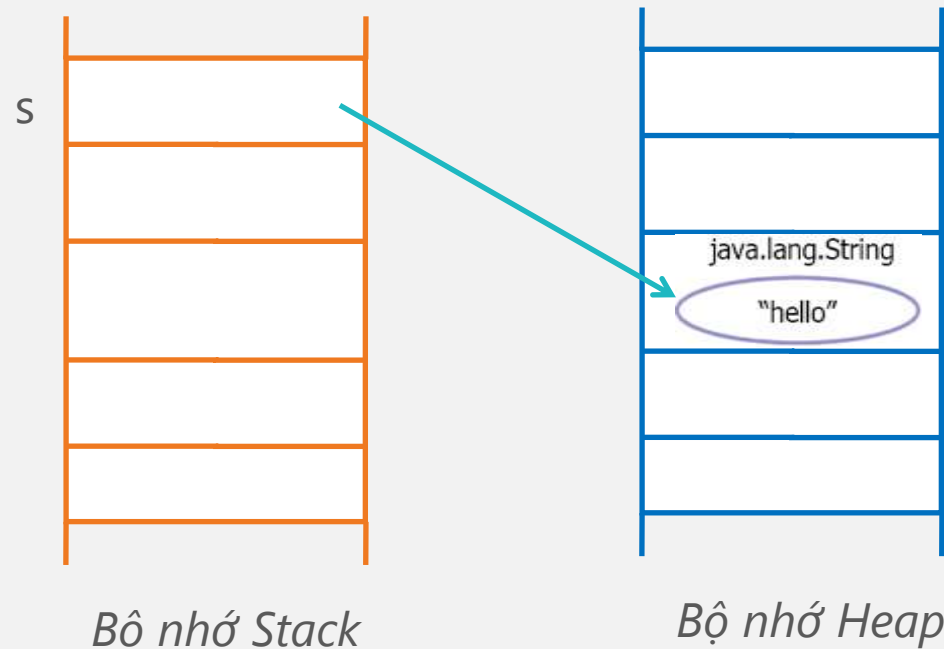 s
java.lang.String
“hello”
Bô nhớ Stack
Bộ nhớ Heap